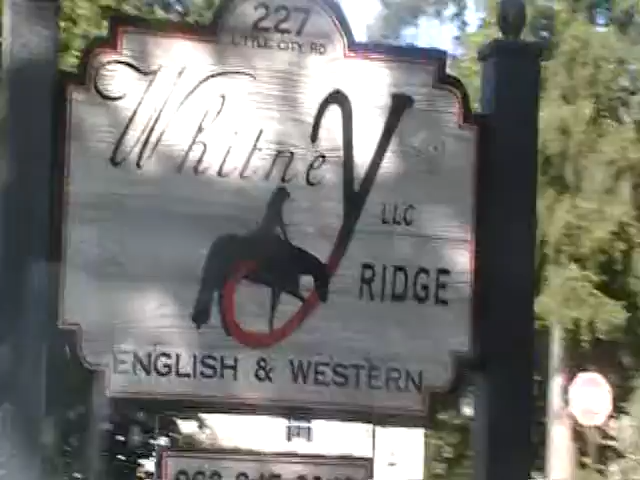 227
LITTLE CITY RD
Whitney
LLC
RIDGE
ENGLISH & WESTERN